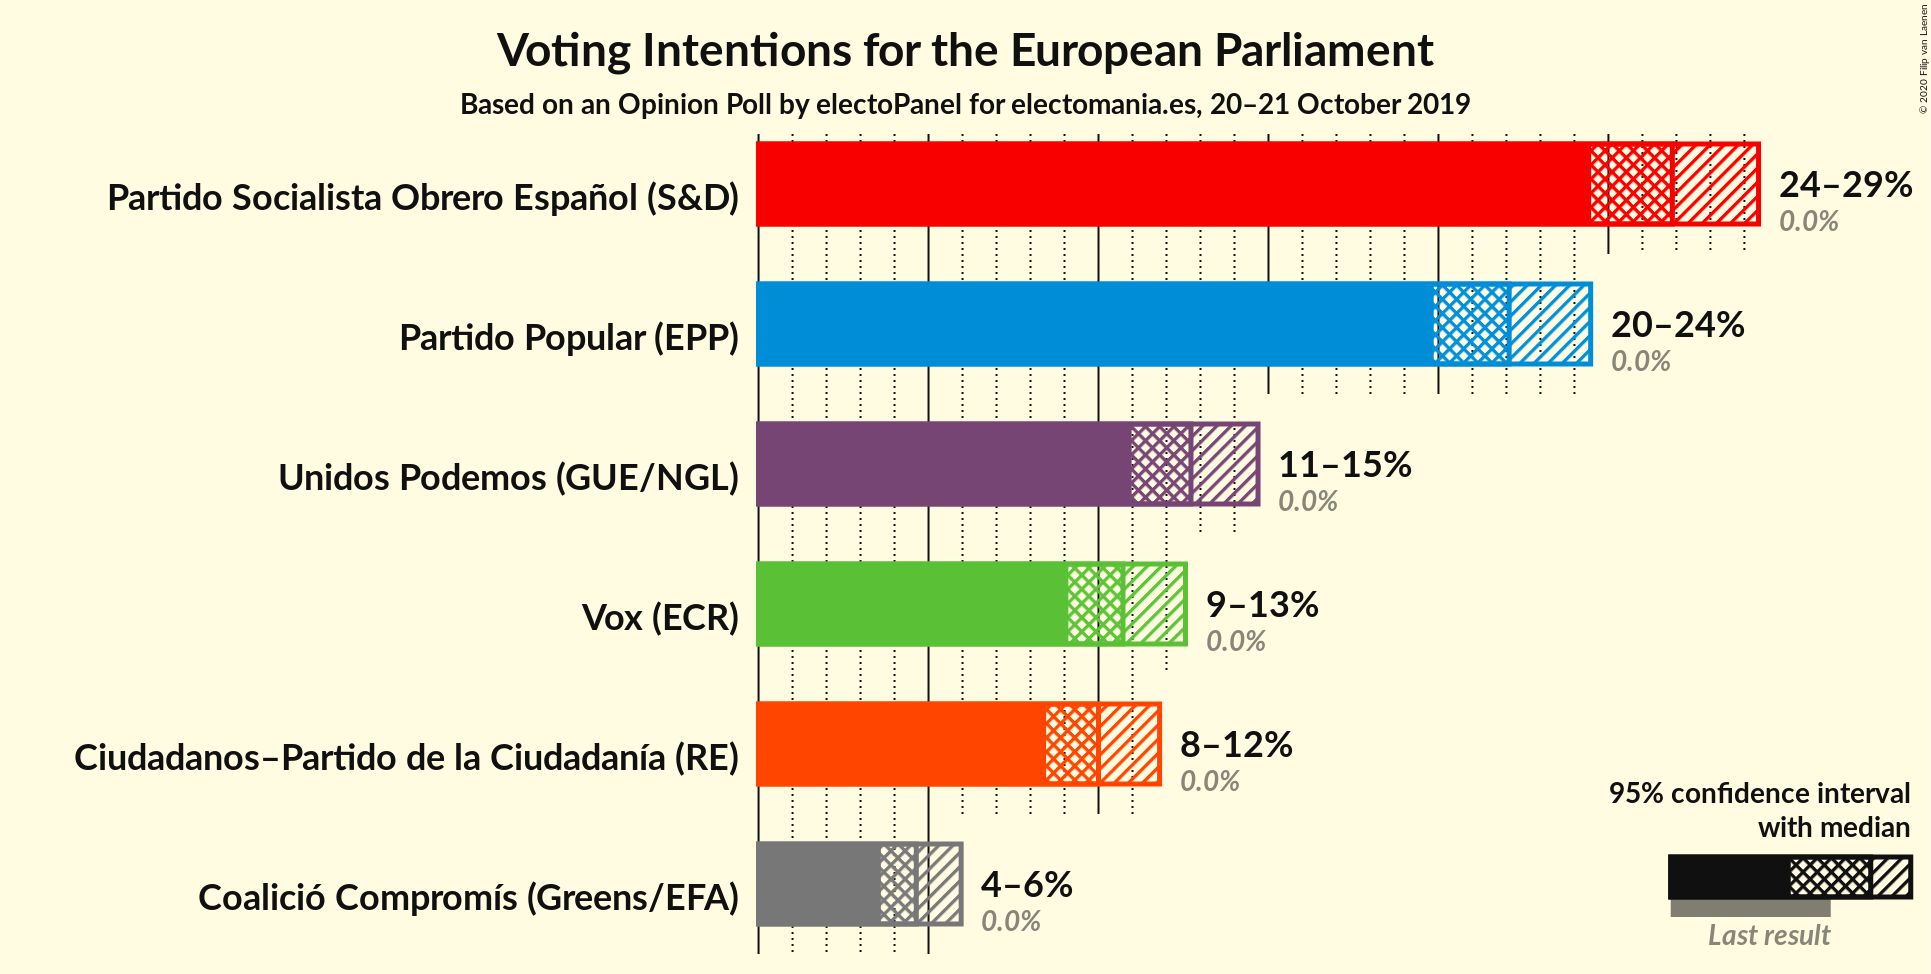 Voting Intentions for the European Parliament
Based on an Opinion Poll by electoPanel for electomania.es, 20–21 October 2019
© 2020 Filip van Laenen
Partido Socialista Obrero Español (S&D)
24–29%
0.0%
Partido Popular (EPP)
20–24%
0.0%
Unidos Podemos (GUE/NGL)
11–15%
0.0%
Vox (ECR)
9–13%
0.0%
Ciudadanos–Partido de la Ciudadanía (RE)
8–12%
0.0%
Coalició Compromís (Greens/EFA)
4–6%
0.0%
95% confidence interval
with median
Last result